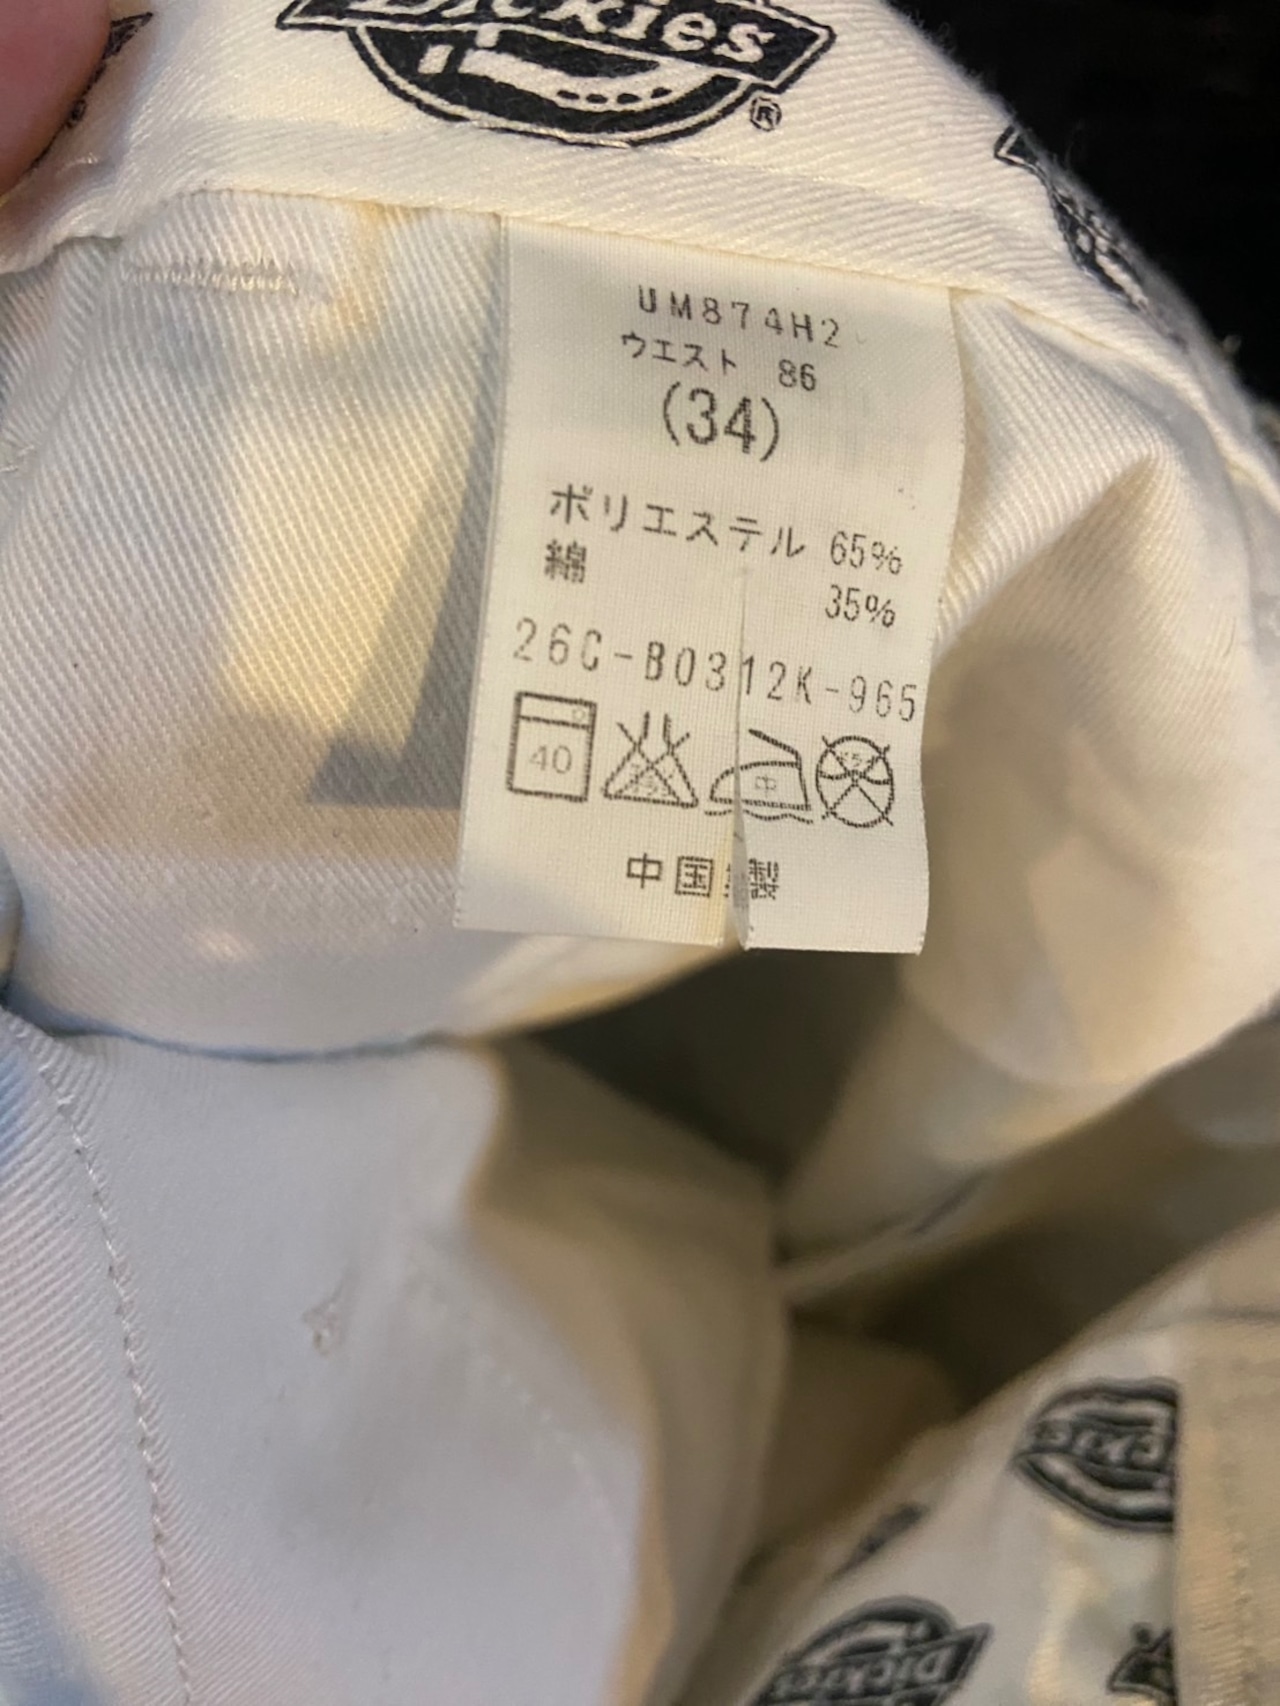 Dickies
®
UM874H2
ウエスト 86
(34)
ポリエステル 65%
綿 35%
26C-B0312K-965
40 中
中国 製
Dickies